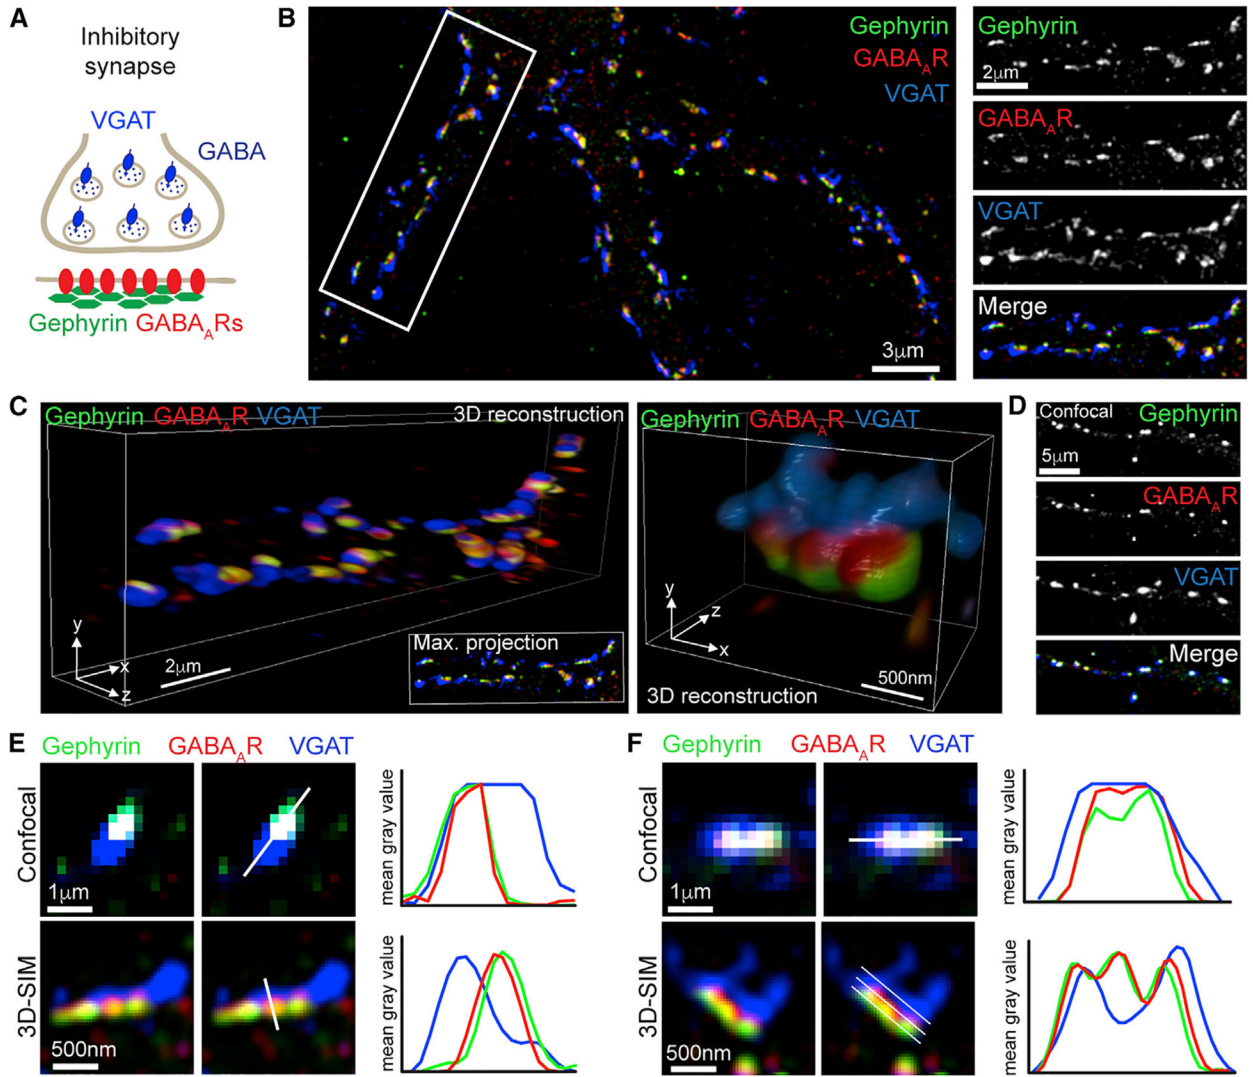 A
Inhibitory
synapse
VGAT
GABA
Gephyrin GABAARs
B
Gephyrin
GABAAR
VGAT
3μm
Gephyrin
2μm
GABAAR
VGAT
Merge
C
Gephyrin GABAAR VGAT
3D reconstruction
y
x
z
2μm
Max. projection
Gephyrin GABAAR VGAT
y
z
x
3D reconstruction
500nm
D
Confocal
Gephyrin
5μm
GABAAR
VGAT
Merge
E
Gephyrin GABAAR VGAT
Confocal
1μm
mean gray value
3D-SIM
500nm
mean gray value
F
Gephyrin GABAAR VGAT
Confocal
1μm
mean gray value
3D-SIM
500nm
mean gray value